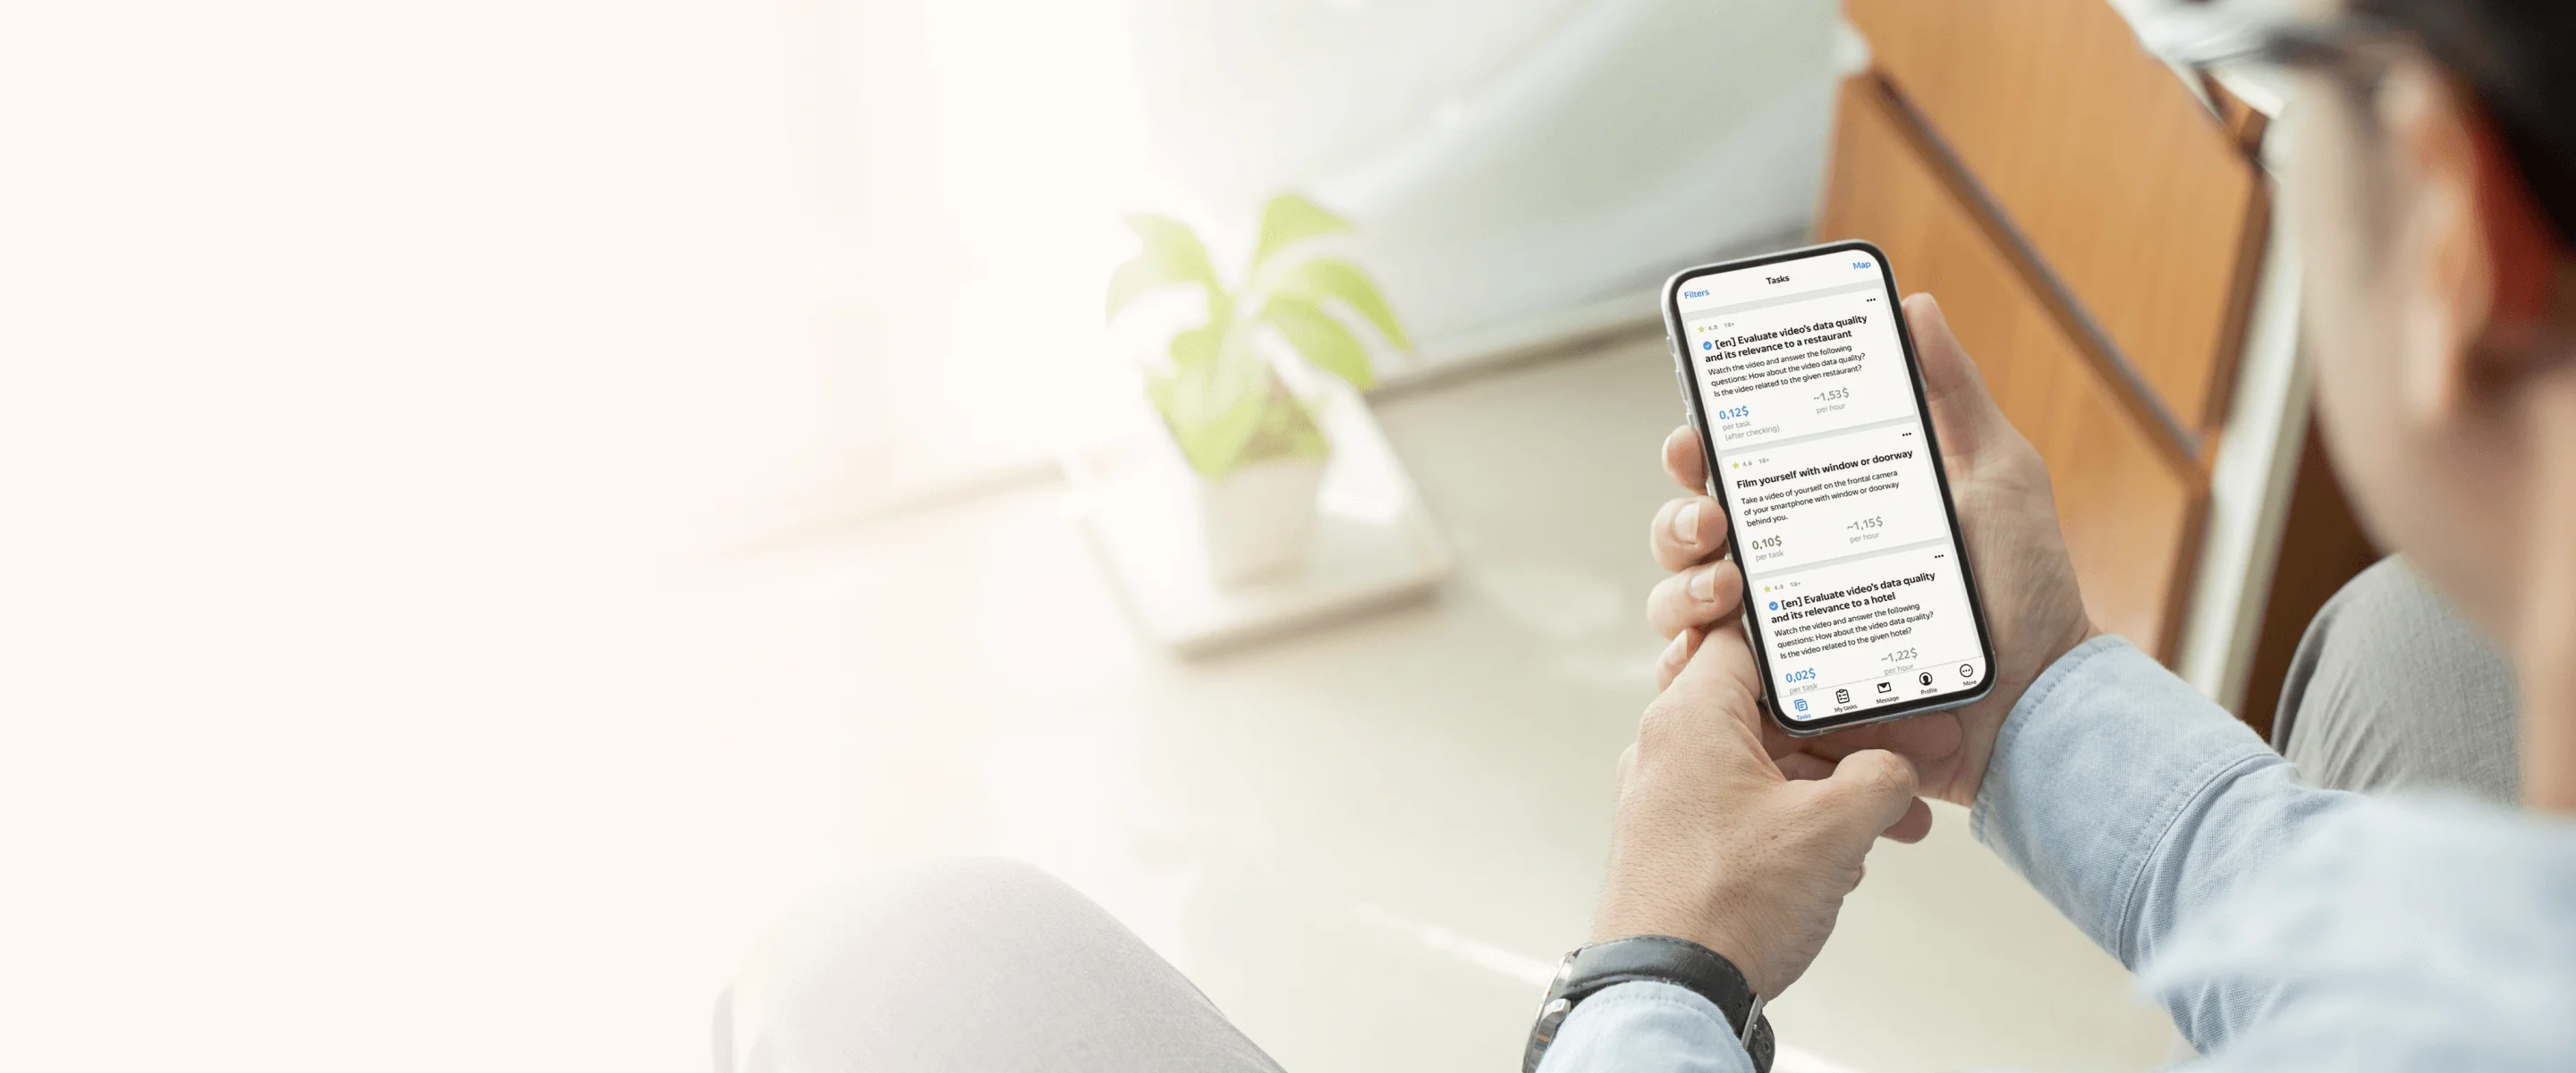 Filters
Tasks
Map
4.8 18+
[en] Evaluate video's data quality
and its relevance to a restaurant
Watch the video and answer the following
questions: How about the video data quality?
Is the video related to the given restaurant?
0,12$
~1,53$
per task
per hour
(after checking)
4.8 18+
Film yourself with window or doorway
Take a video of yourself on the frontal camera
of your smartphone with window or doorway
behind you.
0,10$
~1,15$
per task
per hour
4.8 18+
[en] Evaluate video's data quality
and its relevance to a hotel
Watch the video and answer the following
questions: How about the video data quality?
Is the video related to the given hotel?
0,02$
~1,22$
per task
per hour
Tasks
My tasks
Message
Profile
More